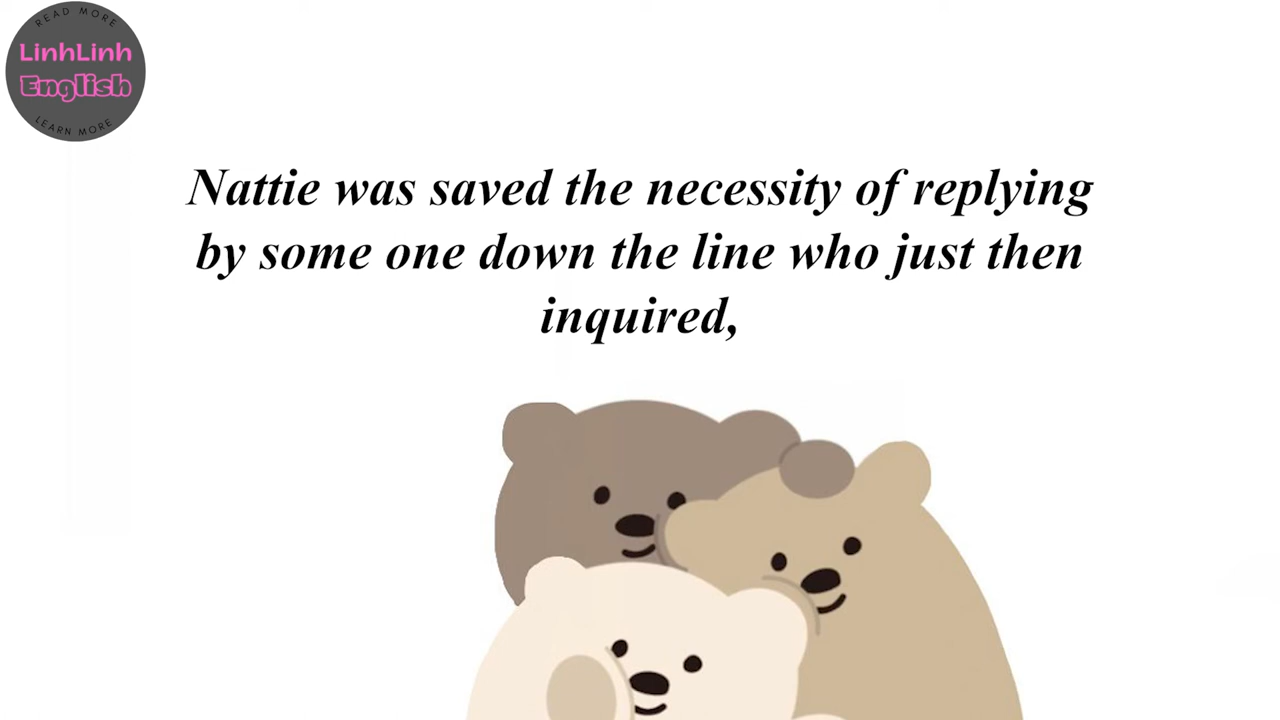 READ MORE
LinhLinh
English
LEARN MORE
Nattie was saved the necessity of replying
by some one down the line who just then
inquired,